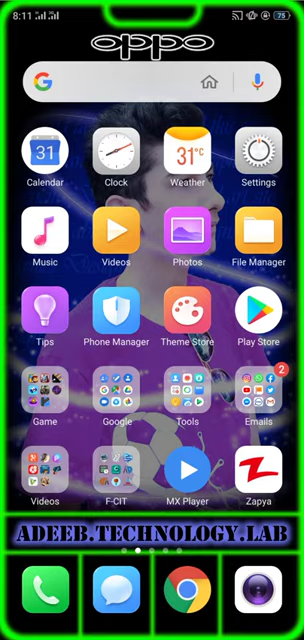 8:11 75
oppo
G
31 31°C
Calendar Clock Weather Settings
Music Videos Photos File Manager
Tips Phone Manager Theme Store Play Store
2
Game Google Tools Emails
Videos F-CIT MX Player Zapya
ADEEB.TECHNOLOGY.LAB